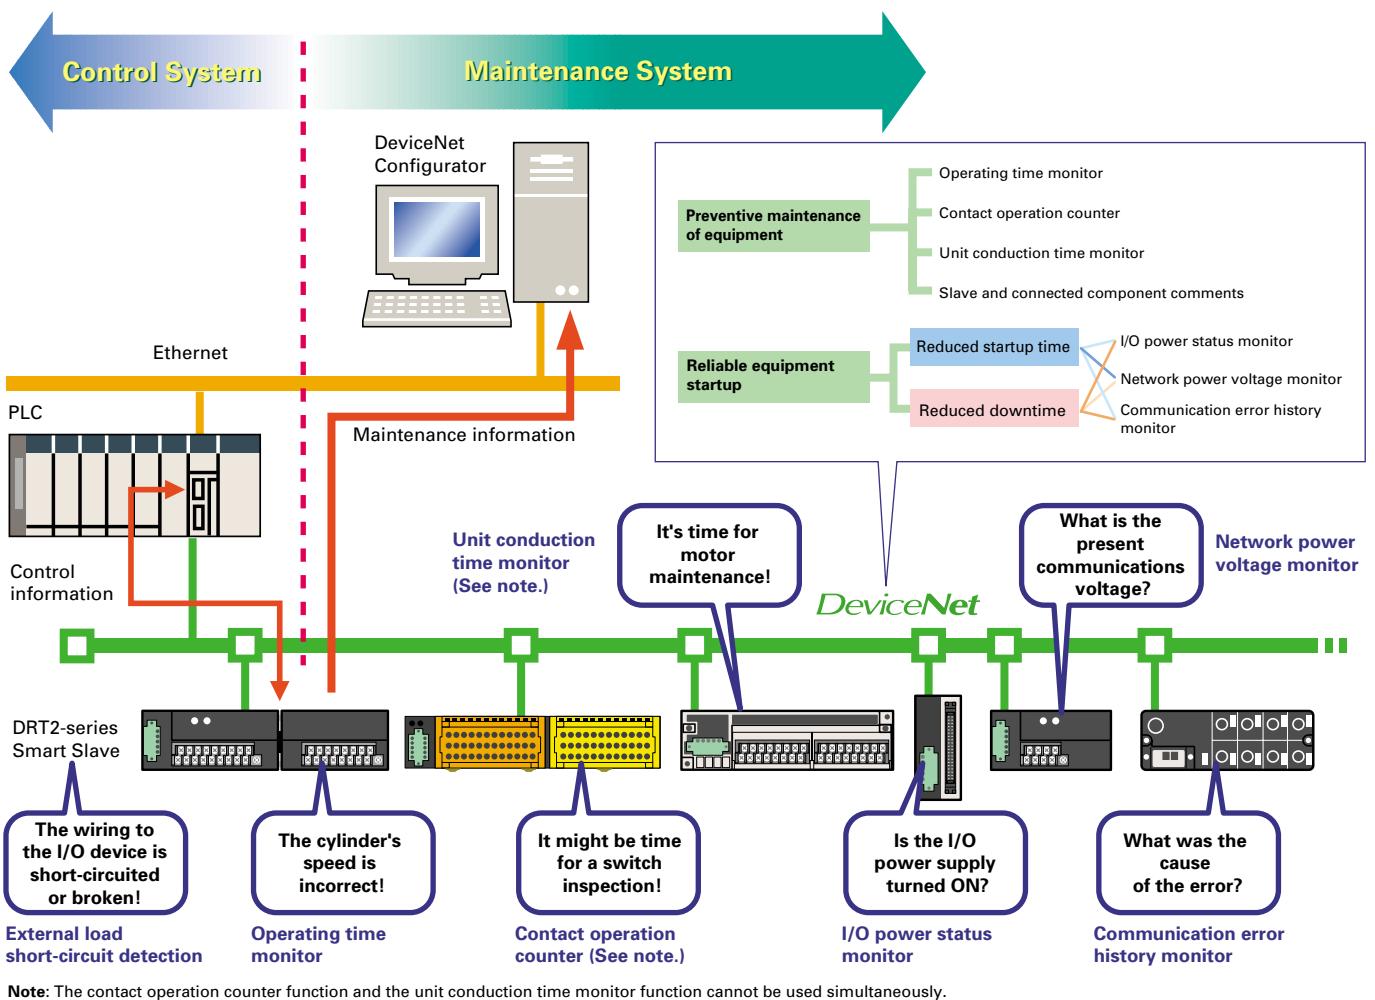 Control System
Maintenance System
DeviceNet
Configurator
Preventive maintenance
of equipment
Operating time monitor
Contact operation counter
Unit conduction time monitor
Slave and connected component comments
Reliable equipment
startup
Reduced startup time
Reduced downtime
I/O power status monitor
Network power voltage monitor
Communication error history
monitor
Ethernet
PLC
Maintenance information
Control
information
Unit conduction
time monitor
(See note.)
It's time for
motor
maintenance!
DeviceNet
What is the
present
communications
voltage?
Network power
voltage monitor
DRT2-series
Smart Slave
The wiring to
the I/O device is
short-circuited
or broken!
The cylinder's
speed is
incorrect!
It might be time
for a switch
inspection!
Is the I/O
power supply
turned ON?
What was the
cause
of the error?
External load
short-circuit detection
Operating time
monitor
Contact operation
counter (See note.)
I/O power status
monitor
Communication error
history monitor
Note: The contact operation counter function and the unit conduction time monitor function cannot be used simultaneously.